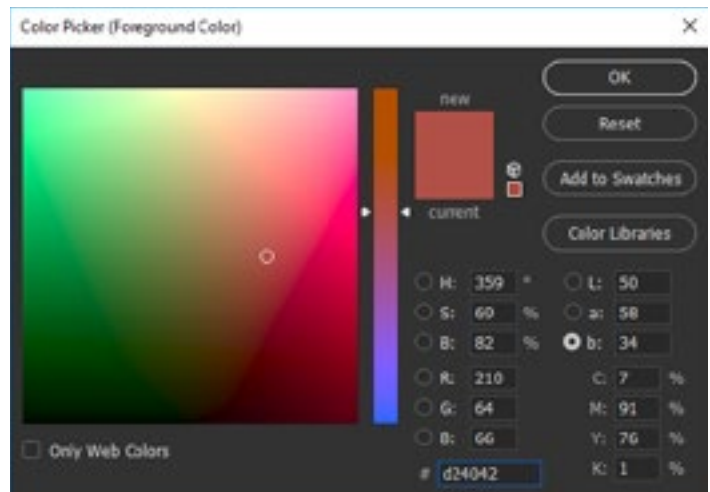 Color Picker (Foreground Color)
new
current
OK
Reset
Add to Swatches
Color Libraries
H: 359 °
S: 60 %
B: 82 %
R: 210
G: 64
B: 66
# d24042
L: 50
a: 58
b: 34
C: 7 %
M: 91 %
Y: 76 %
K: 1 %
Only Web Colors